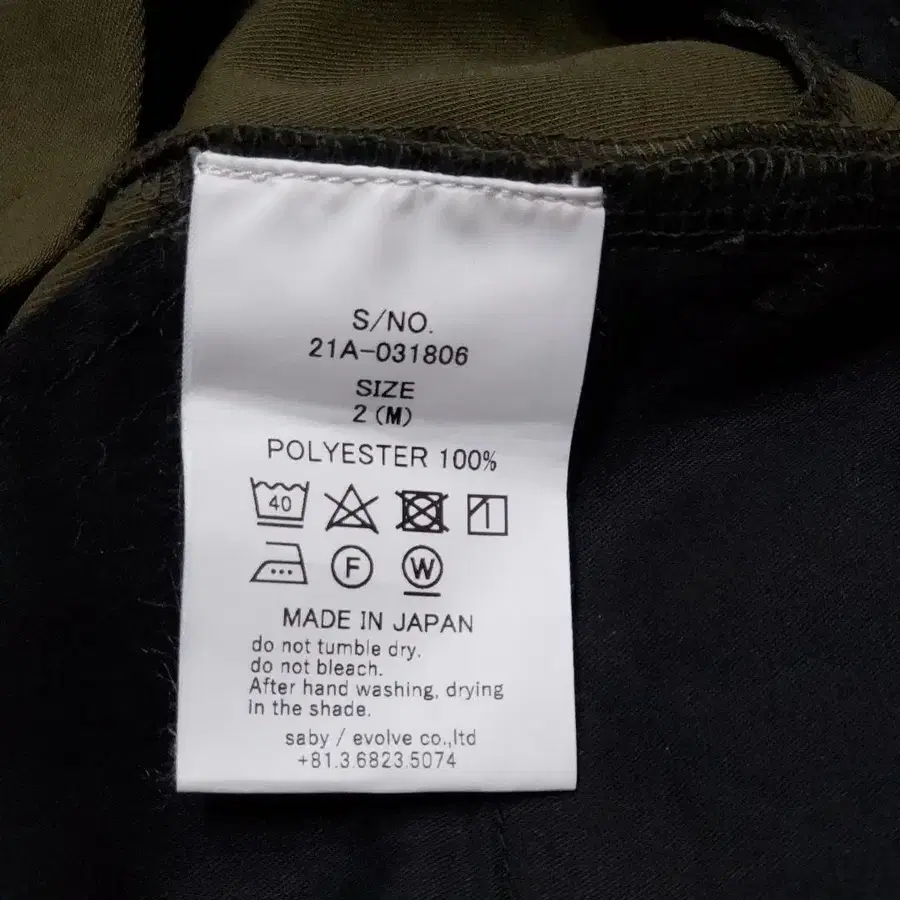 S/NO.
21A-031806
SIZE
2 (M)
POLYESTER 100%
40
F W
MADE IN JAPAN
do not tumble dry.
do not bleach.
After hand washing, drying
in the shade.
saby / evolve co.,ltd
+81.3.6823.5074